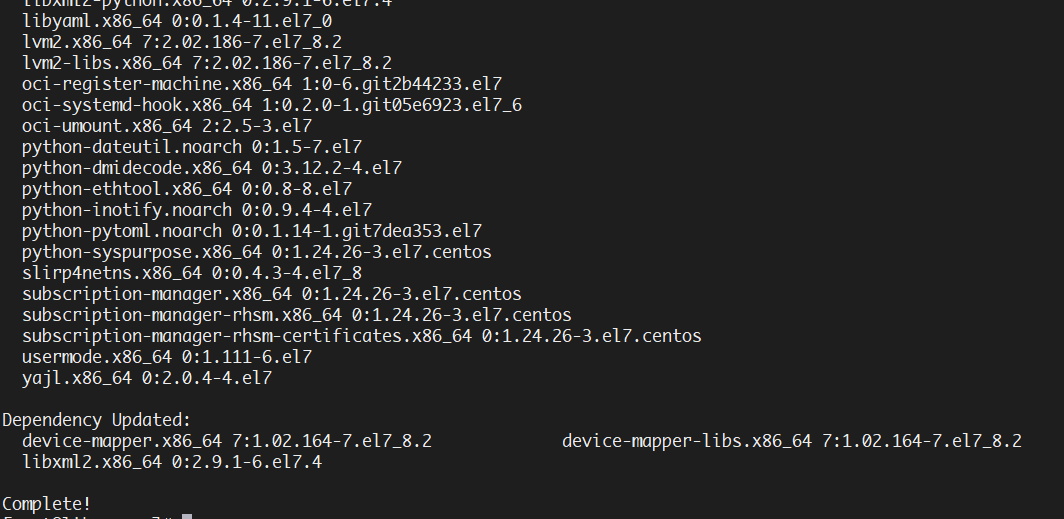 libxml2-python.x86_64 0:2.9.1-6.el7.4
libyaml.x86_64 0:0.1.4-11.el7_0
lvm2.x86_64 7:2.02.186-7.el7_8.2
lvm2-libs.x86_64 7:2.02.186-7.el7_8.2
oci-register-machine.x86_64 1:0-6.git2b44233.el7
oci-systemd-hook.x86_64 1:0.2.0-1.git05e6923.el7_6
oci-umount.x86_64 2:2.5-3.el7
python-dateutil.noarch 0:1.5-7.el7
python-dmidecode.x86_64 0:3.12.2-4.el7
python-ethtool.x86_64 0:0.8-8.el7
python-inotify.noarch 0:0.9.4-4.el7
python-pytoml.noarch 0:0.1.14-1.git7dea353.el7
python-syspurpose.x86_64 0:1.24.26-3.el7.centos
slirp4netns.x86_64 0:0.4.3-4.el7_8
subscription-manager.x86_64 0:1.24.26-3.el7.centos
subscription-manager-rhsm.x86_64 0:1.24.26-3.el7.centos
subscription-manager-rhsm-certificates.x86_64 0:1.24.26-3.el7.centos
usermode.x86_64 0:1.111-6.el7
yajl.x86_64 0:2.0.4-4.el7
Dependency Updated:
device-mapper.x86_64 7:1.02.164-7.el7_8.2 device-mapper-libs.x86_64 7:1.02.164-7.el7_8.2
libxml2.x86_64 0:2.9.1-6.el7.4
Complete!